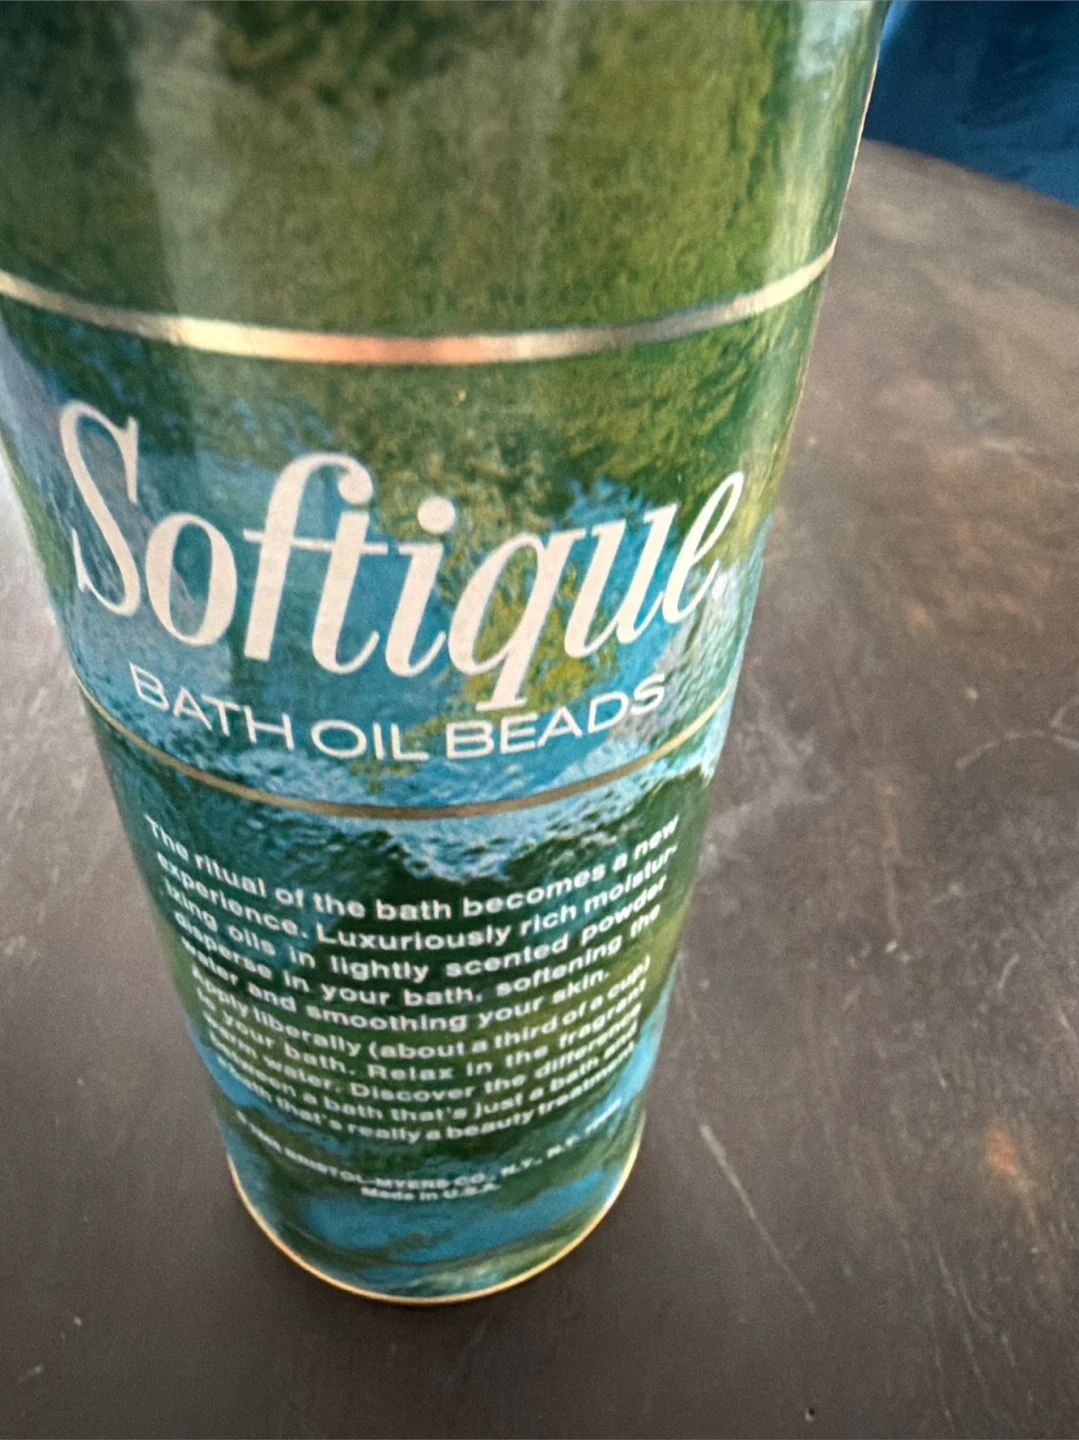 Softique
BATH OIL BEADS
The ritual of the bath becomes a new
experience. Luxuriously rich moistur-
izing oils in lightly scented powder
disperse in your bath, softening the
water and smoothing your skin.
Apply liberally (about a third of a cup)
to your bath. Relax in the fragrant
warm water. Discover the difference
between a bath that's just a bath, and
that's really a beauty treatment
BRISTOL-MYERS CO., N.Y., N.Y.
Made in U.S.A.